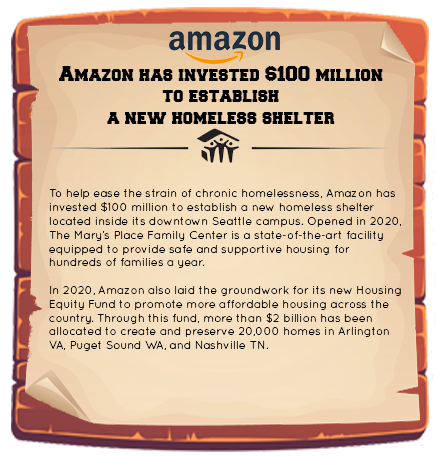 amazon
AMAZON HAS INVESTED $100 MILLION
TO ESTABLISH
A NEW HOMELESS SHELTER
To help ease the strain of chronic homelessness, Amazon has
invested $100 million to establish a new homeless shelter
located inside its downtown Seattle campus. Opened in 2020,
The Mary's Place Family Center is a state-of-the-art facility
equipped to provide safe and supportive housing for
hundreds of families a year.
In 2020, Amazon also laid the groundwork for its new Housing
Equity Fund to promote more affordable housing across the
country. Through this fund, more than $2 billion has been
allocated to create and preserve 20,000 homes in Arlington
VA, Puget Sound WA, and Nashville TN.